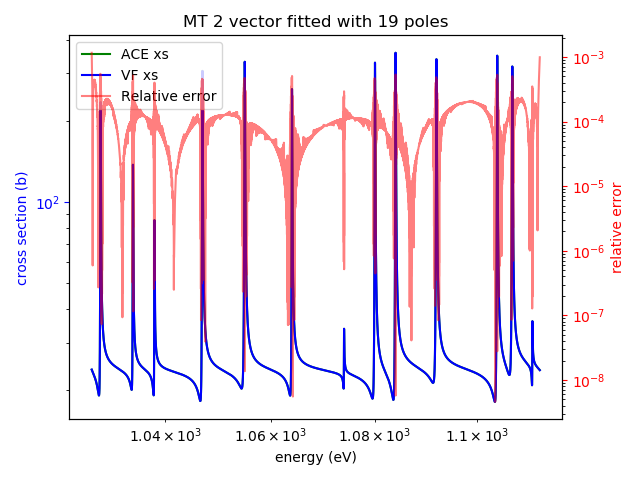 MT 2 vector fitted with 19 poles
ACE xs
VF xs
Relative error
cross section (b)
10²
relative error
10⁻³
10⁻⁴
10⁻⁵
10⁻⁶
10⁻⁷
10⁻⁸
1.04 × 10³
1.06 × 10³
1.08 × 10³
1.1 × 10³
energy (eV)